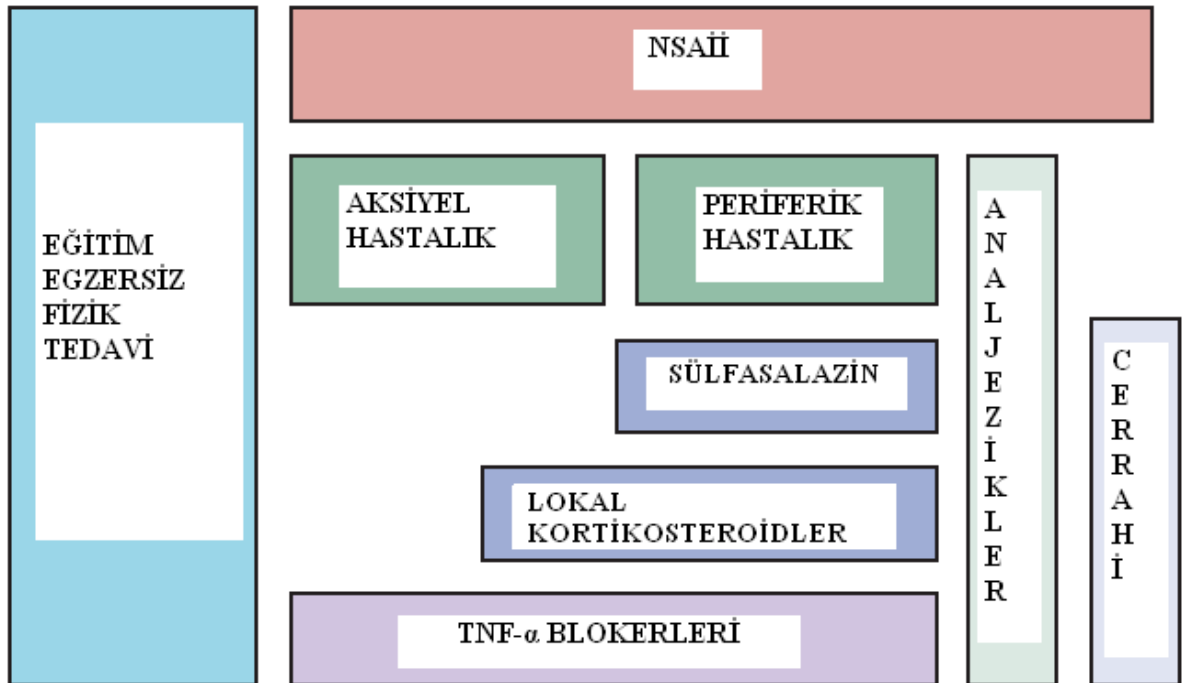 NSAİİ
EĞİTİM
EGZERSİZ
FİZİK
TEDAVİ
AKSİYEL
HASTALIK
PERİFERİK
HASTALIK
SÜLFASALAZİN
LOKAL
KORTİKOSTEROİDLER
TNF-α BLOKERLERİ
A
N
A
L
J
E
Z
İ
K
L
E
R
C
E
R
R
A
H
İ